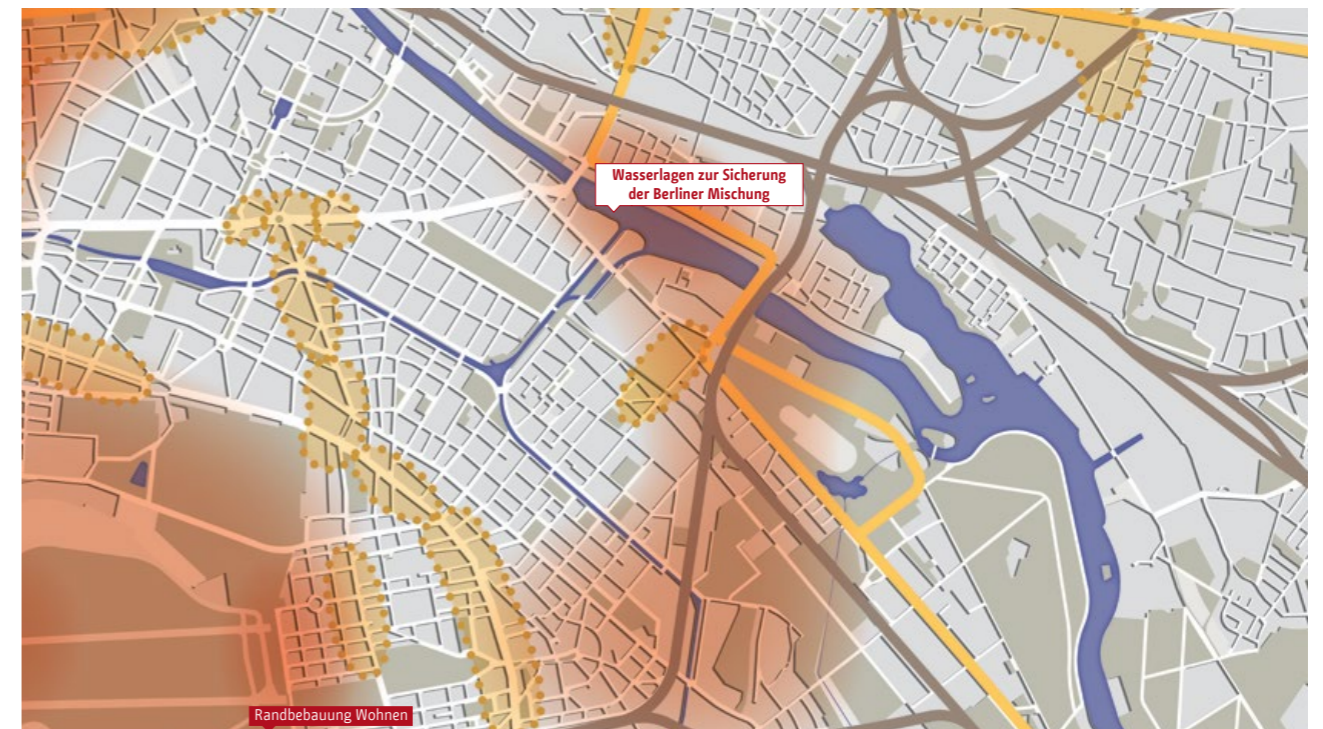 Wasserlagen zur Sicherung
der Berliner Mischung
Randbebauung Wohnen